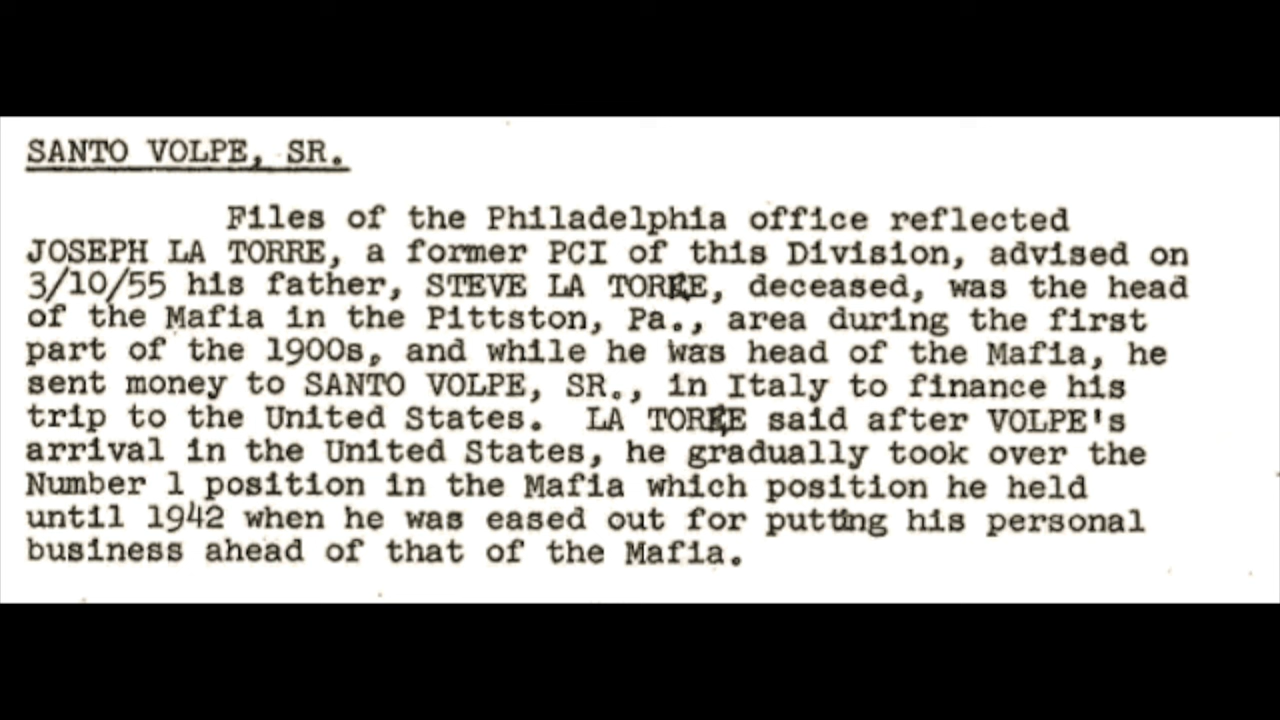 SANTO VOLPE, SR.
Files of the Philadelphia office reflected
JOSEPH LA TORRE, a former PCI of this Division, advised on
3/10/55 his father, STEVE LA TORRE, deceased, was the head
of the Mafia in the Pittston, Pa., area during the first
part of the 1900s, and while he was head of the Mafia, he
sent money to SANTO VOLPE, SR., in Italy to finance his
trip to the United States. LA TORRE said after VOLPE's
arrival in the United States, he gradually took over the
Number 1 position in the Mafia which position he held
until 1942 when he was eased out for putting his personal
business ahead of that of the Mafia.